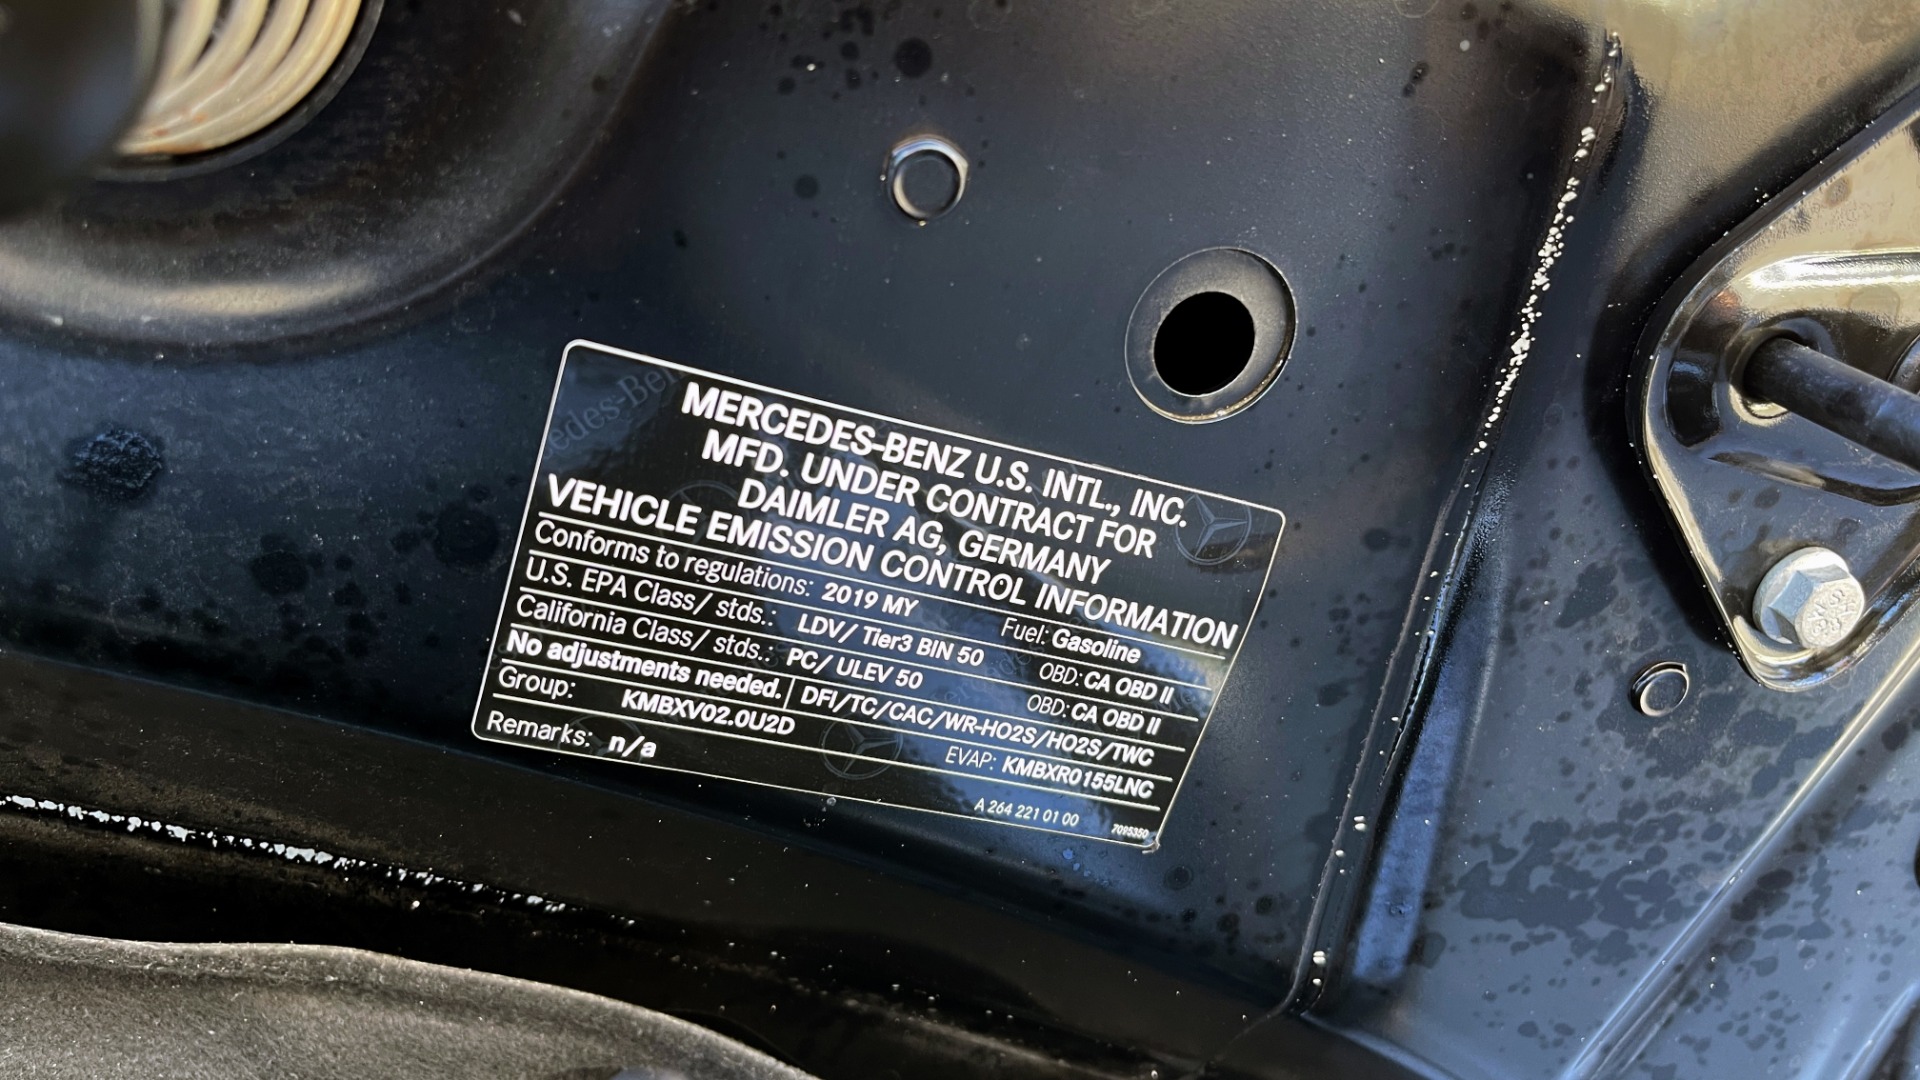 MERCEDES-BENZ U.S. INTL., INC.
MFD. UNDER CONTRACT FOR
DAIMLER AG, GERMANY
VEHICLE EMISSION CONTROL INFORMATION
Conforms to regulations: 2019 MY Fuel: Gasoline
U.S. EPA Class/ stds.: LDV/ Tier3 BIN 50 OBD: CA OBD II
California Class/ stds.: PC/ ULEV 50 OBD: CA OBD II
No adjustments needed. DFI/TC/CAC/WR-HO2S/HO2S/TWC
Group: KMBXV02.0U2D EVAP: KMBXR0155LNC
Remarks: n/a
A 264 221 01 00 7095350